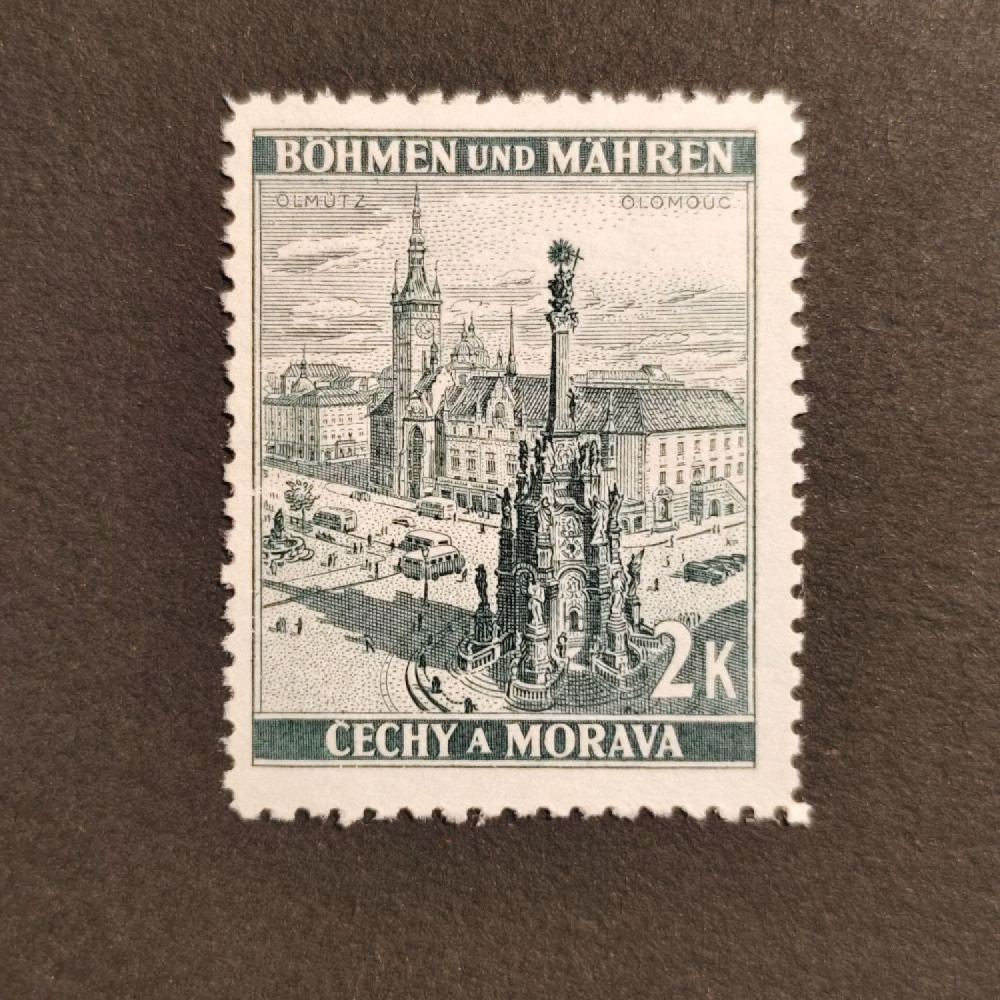 BÖHMEN UND MÄHREN
OLMÜTZ OLOMOUC
2K
ČECHY A MORAVA